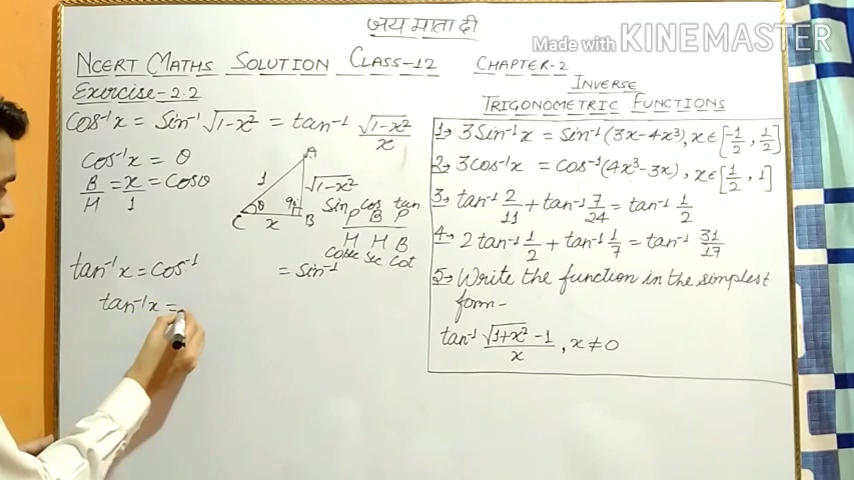 जय माता दी
Made with KINEMASTER
NCERT MATHS SOLUTION CLASS-12 CHAPTER-2
INVERSE
TRIGONOMETRIC FUNCTIONS
Exercise-2.2
Cos⁻¹x = Sin⁻¹ √1-x² = tan⁻¹ √1-x²/x
Cos⁻¹x = θ
B/H = x/1 = Cosθ
A
1
√1-x²
θ
C x B
Sin cos tan
P B P
H H B
Cosec Sec Cot
tan⁻¹x = Cos⁻¹ = Sin⁻¹
tan⁻¹x =
1→ 3Sin⁻¹x = Sin⁻¹(3x-4x³), x∈[-1/2, 1/2]
2→ 3cos⁻¹x = Cos⁻¹(4x³-3x), x∈[1/2, 1]
3→ tan⁻¹ 2/11 + tan⁻¹ 7/24 = tan⁻¹ 1/2
4→ 2tan⁻¹ 1/2 + tan⁻¹ 1/7 = tan⁻¹ 31/17
5→ Write the function in the simplest
form-
tan⁻¹ √1+x² -1/x, x≠0